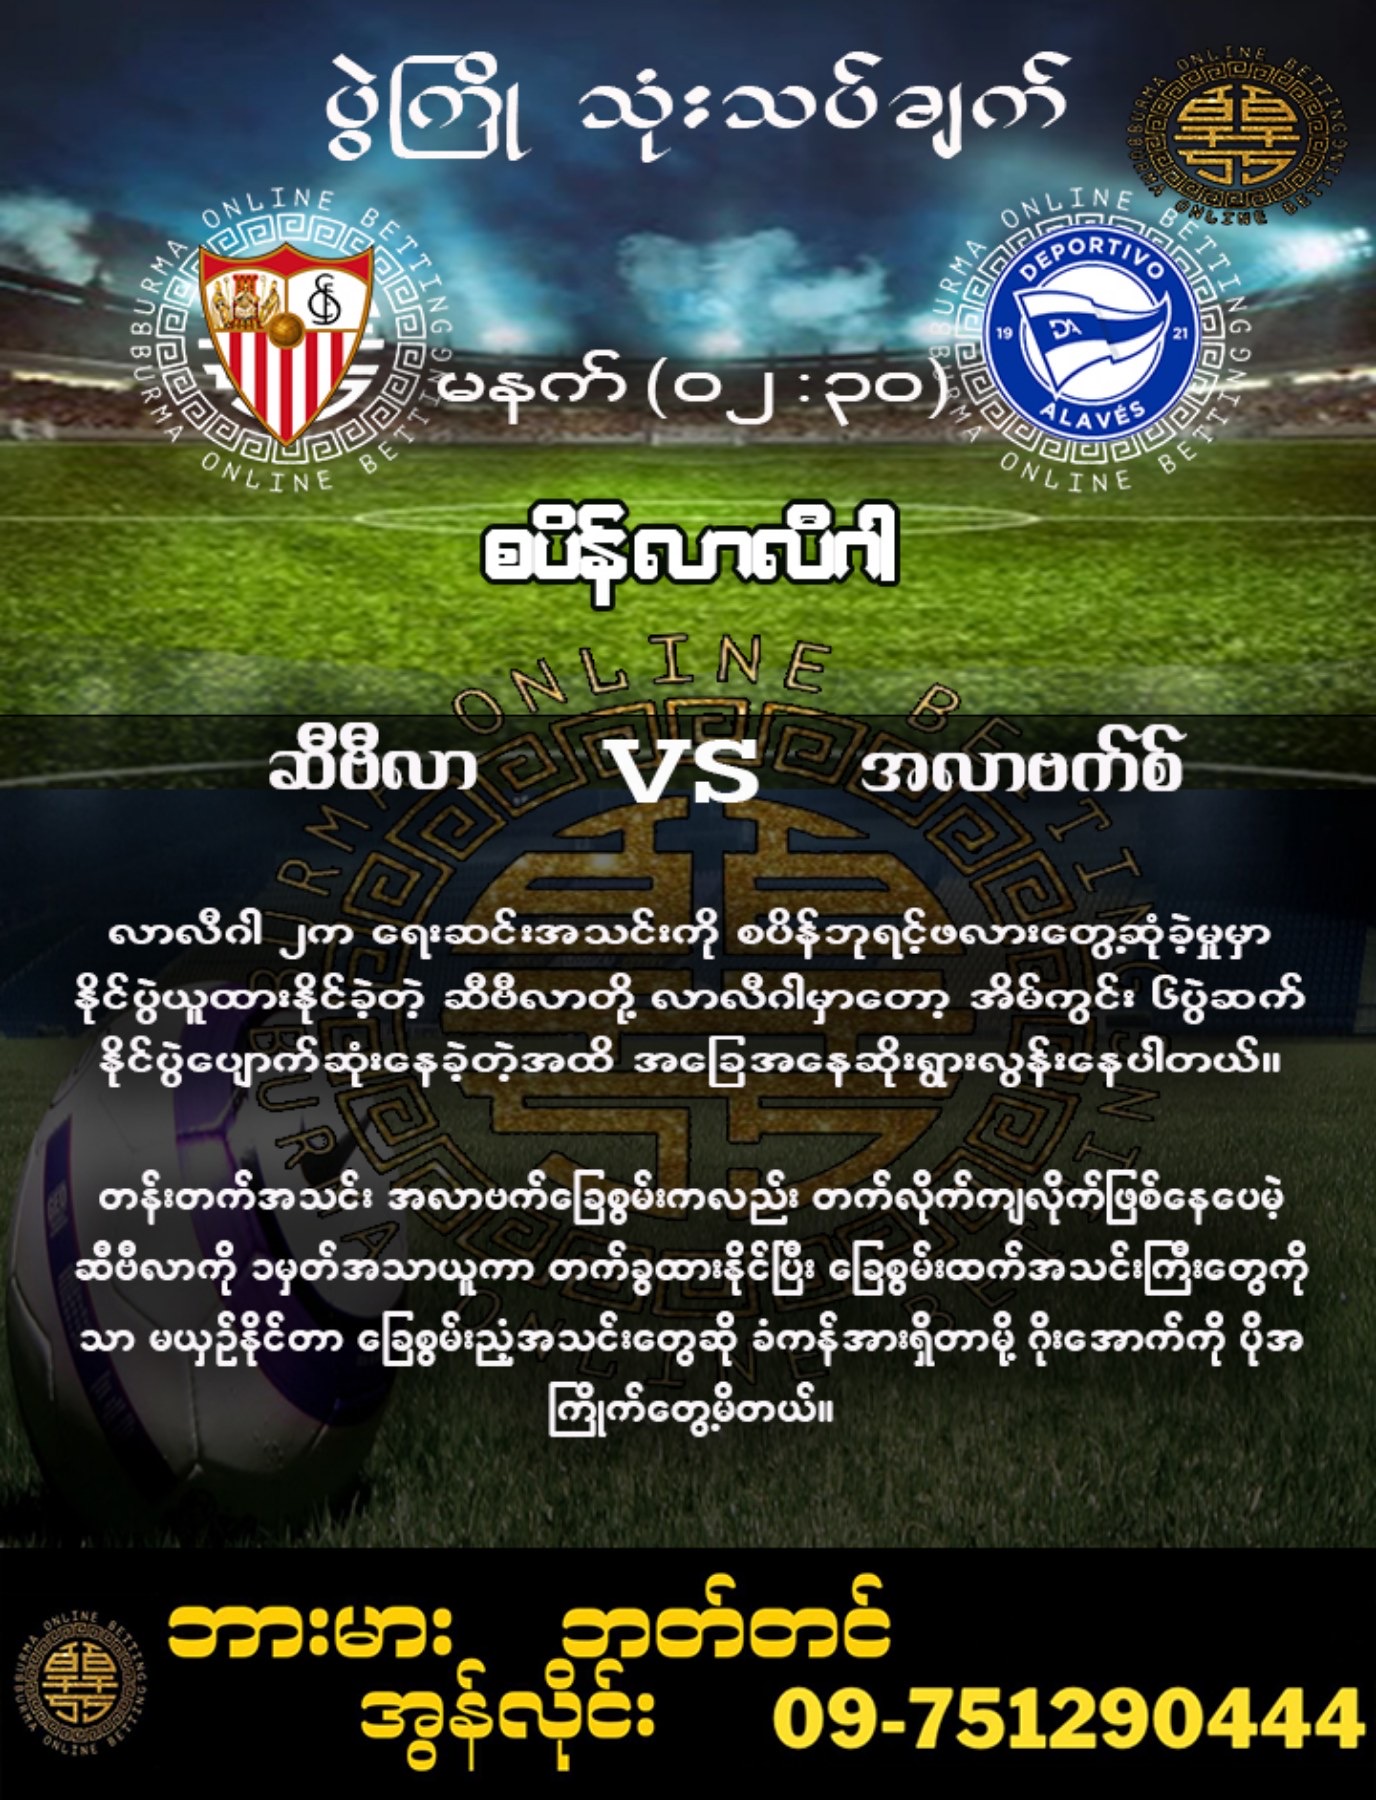 ပွဲကြို သုံးသပ်ချက်
BURMA ONLINE BETTING
DEPORTIVO
19 21
DA
ALAVÉS
မနက် (၀၂:၃၀)
စပိန်လာလီဂါ
ဆီဗီလာ VS အလာဗက်စ်
လာလီဂါ ၂က ရေးဆင်းအသင်းကို စပိန်ဘုရင့်ဖလားတွေ့ဆုံခဲ့မှုမှာ
နိုင်ပွဲယူထားနိုင်ခဲ့တဲ့ ဆီဗီလာတို့ လာလီဂါမှာတော့ အိမ်ကွင်း ၆ပွဲဆက်
နိုင်ပွဲပျောက်ဆုံးနေခဲ့တဲ့အထိ အခြေအနေဆိုးရွားလွန်းနေပါတယ်။
တန်းတက်အသင်း အလာဗက်ခြေစွမ်းကလည်း တက်လိုက်ကျလိုက်ဖြစ်နေပေမဲ့
ဆီဗီလာကို ၁မှတ်အသာယူကာ တက်ခွထားနိုင်ပြီး ခြေစွမ်းထက်အသင်းကြီးတွေကို
သာ မယှဉ်နိုင်တာ ခြေစွမ်းညံ့အသင်းတွေဆို ခံကန်အားရှိတာမို့ ဂိုးအောက်ကို ပိုအ
ကြိုက်တွေ့မိတယ်။
ဘားမား ဘတ်တင်
အွန်လိုင်း 09-751290444
BURMA ONLINE BETTING